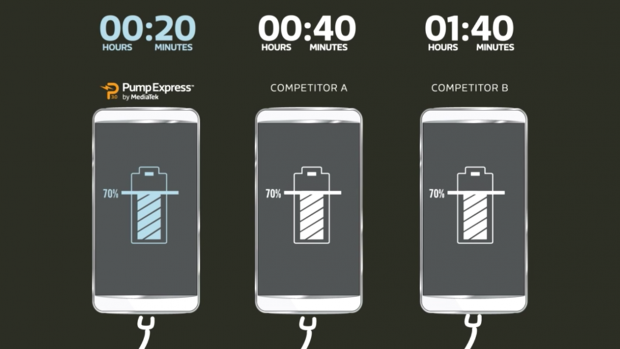 00:20
HOURS MINUTES
00:40
HOURS MINUTES
01:40
HOURS MINUTES
PumpExpress™
by MediaTek
COMPETITOR A
COMPETITOR B
70%
70%
70%